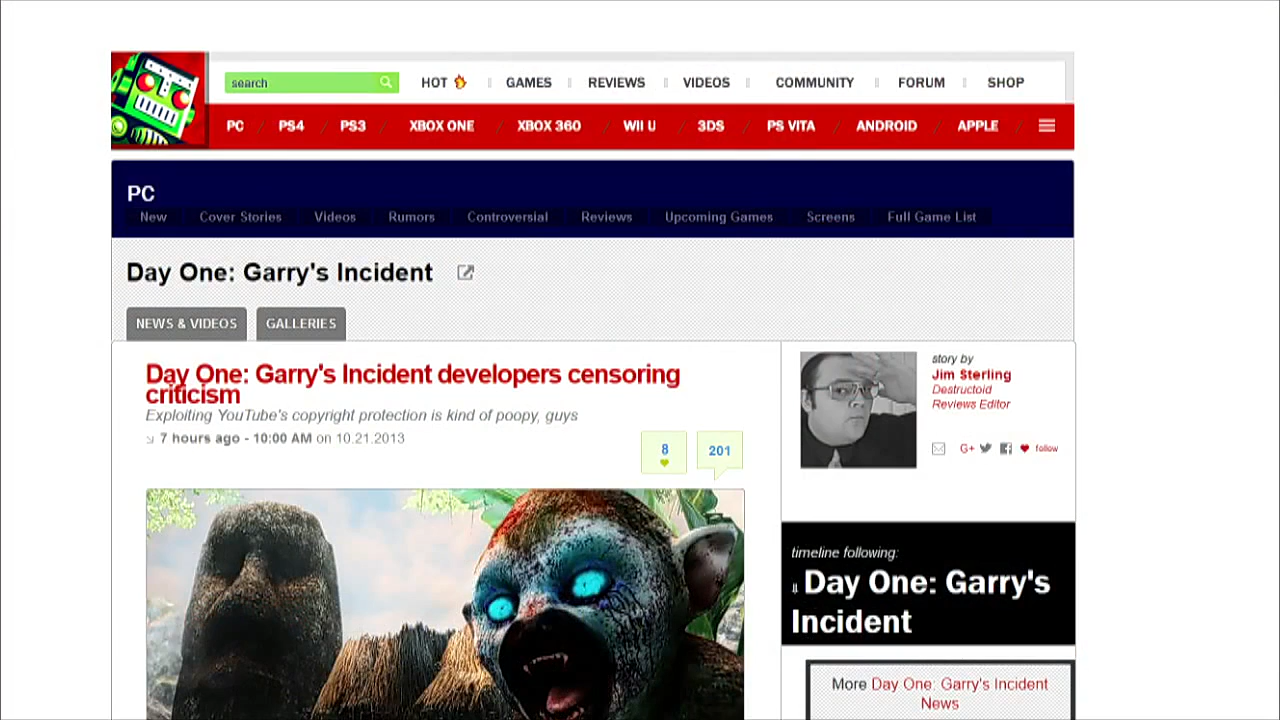 search HOT GAMES REVIEWS VIDEOS COMMUNITY FORUM SHOP
PC PS4 PS3 XBOX ONE XBOX 360 WII U 3DS PS VITA ANDROID APPLE
PC
New Cover Stories Videos Rumors Controversial Reviews Upcoming Games Screens Full Game List
Day One: Garry's Incident
NEWS & VIDEOS GALLERIES
Day One: Garry's Incident developers censoring
criticism
Exploiting YouTube's copyright protection is kind of poopy, guys
7 hours ago - 10:00 AM on 10.21.2013
8 201
story by
Jim Sterling
Destructoid
Reviews Editor
G+ follow
timeline following:
Day One: Garry's
Incident
More Day One: Garry's Incident
News